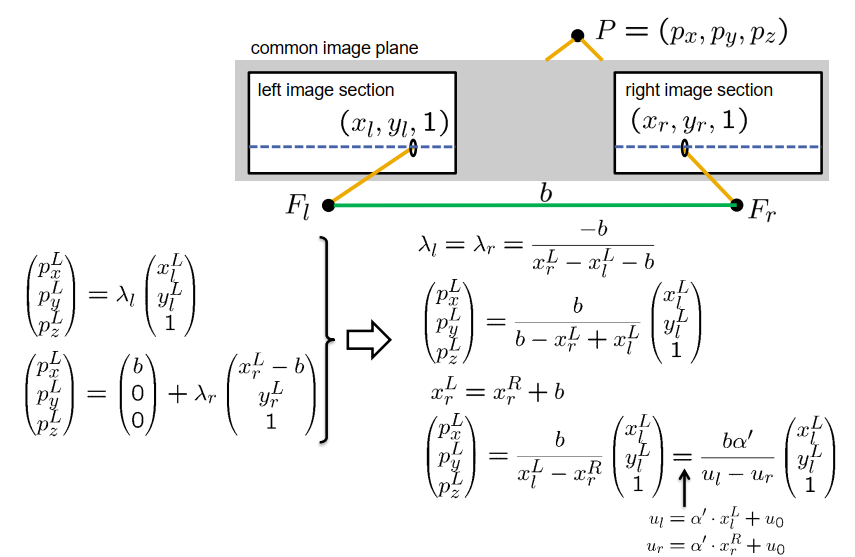 P = (p_x, p_y, p_z)
common image plane
left image section
right image section
(x_l, y_l, 1)
(x_r, y_r, 1)
F_l
b
F_r
\begin{pmatrix} p_x^L \\ p_y^L \\ p_z^L \end{pmatrix} = \lambda_l \begin{pmatrix} x_l^L \\ y_l^L \\ 1 \end{pmatrix}
\begin{pmatrix} p_x^L \\ p_y^L \\ p_z^L \end{pmatrix} = \begin{pmatrix} b \\ 0 \\ 0 \end{pmatrix} + \lambda_r \begin{pmatrix} x_r^L - b \\ y_r^L \\ 1 \end{pmatrix}
\lambda_l = \lambda_r = \frac{-b}{x_r^L - x_l^L - b}
\begin{pmatrix} p_x^L \\ p_y^L \\ p_z^L \end{pmatrix} = \frac{b}{b - x_r^L + x_l^L} \begin{pmatrix} x_l^L \\ y_l^L \\ 1 \end{pmatrix}
x_r^L = x_r^R + b
\begin{pmatrix} p_x^L \\ p_y^L \\ p_z^L \end{pmatrix} = \frac{b}{x_l^L - x_r^R} \begin{pmatrix} x_l^L \\ y_l^L \\ 1 \end{pmatrix} = \frac{b\alpha'}{u_l - u_r} \begin{pmatrix} x_l^L \\ y_l^L \\ 1 \end{pmatrix}
u_l = \alpha' \cdot x_l^L + u_0
u_r = \alpha' \cdot x_r^R + u_0